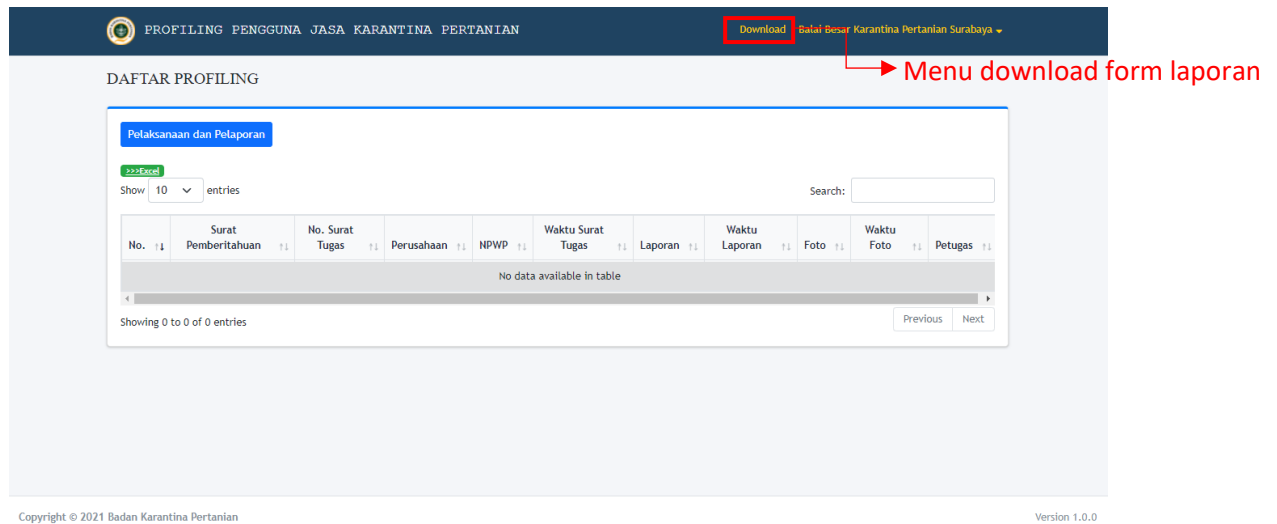 PROFILING PENGGUNA JASA KARANTINA PERTANIAN
Download
Balai Besar Karantina Pertanian Surabaya
Menu download form laporan
DAFTAR PROFILING
Pelaksanaan dan Pelaporan
>>>Excel
Show 10 entries
Search:
No. Surat Pemberitahuan No. Surat Tugas Perusahaan NPWP Waktu Surat Tugas Laporan Waktu Laporan Foto Waktu Foto Petugas
No data available in table
Showing 0 to 0 of 0 entries
Previous Next
Copyright © 2021 Badan Karantina Pertanian
Version 1.0.0